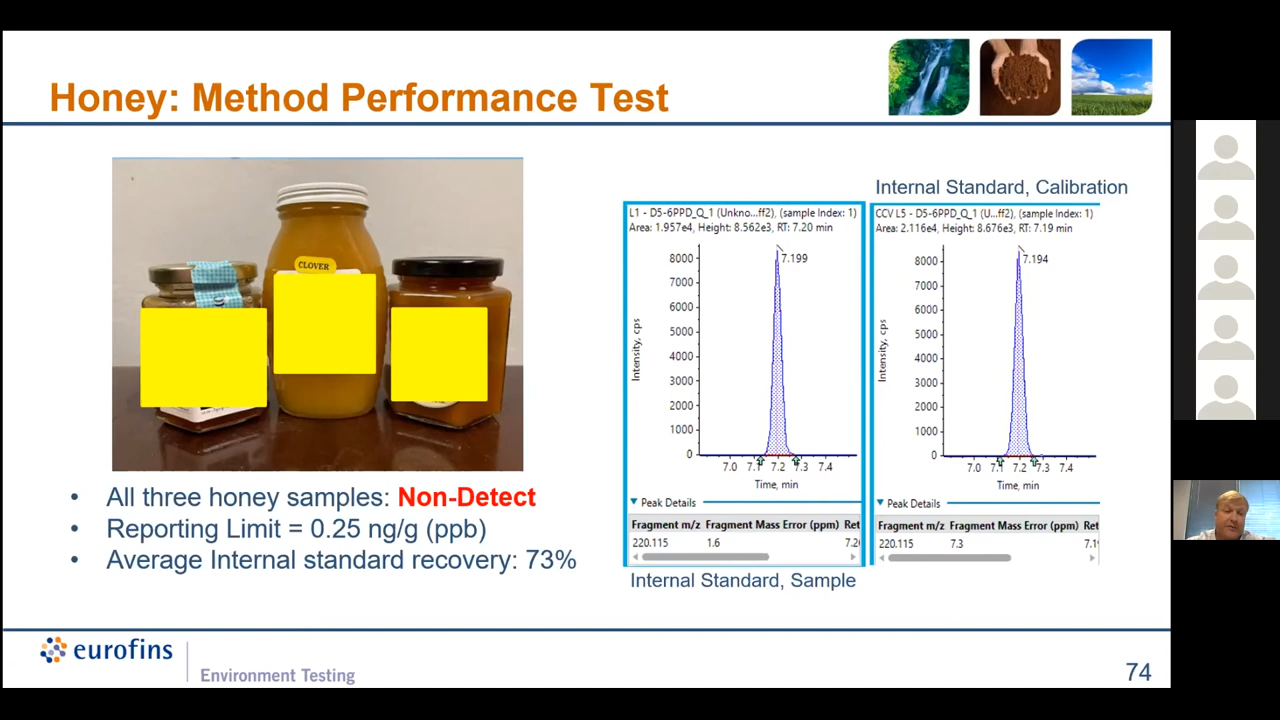 Honey: Method Performance Test
CLOVER
• All three honey samples: Non-Detect
• Reporting Limit = 0.25 ng/g (ppb)
• Average Internal standard recovery: 73%
L1 - D5-6PPD_Q_1 (Unkno...ff2), (sample Index: 1)
Area: 1.957e4, Height: 8.562e3, RT: 7.20 min
7.199
8000
7000
6000
5000
4000
3000
2000
1000
0
Intensity, cps
7.0 7.1 7.2 7.3 7.4
Time, min
Peak Details
Fragment m/z Fragment Mass Error (ppm) Ret
220.115 1.6 7.20
Internal Standard, Sample
Internal Standard, Calibration
CCV L5 - D5-6PPD_Q_1 (U...ff2), (sample Index: 1)
Area: 2.116e4, Height: 8.676e3, RT: 7.19 min
7.194
8000
7000
6000
5000
4000
3000
2000
1000
0
Intensity, cps
7.0 7.1 7.2 7.3 7.4
Time, min
Peak Details
Fragment m/z Fragment Mass Error (ppm) Ret
220.115 7.3 7.19
eurofins
Environment Testing
74